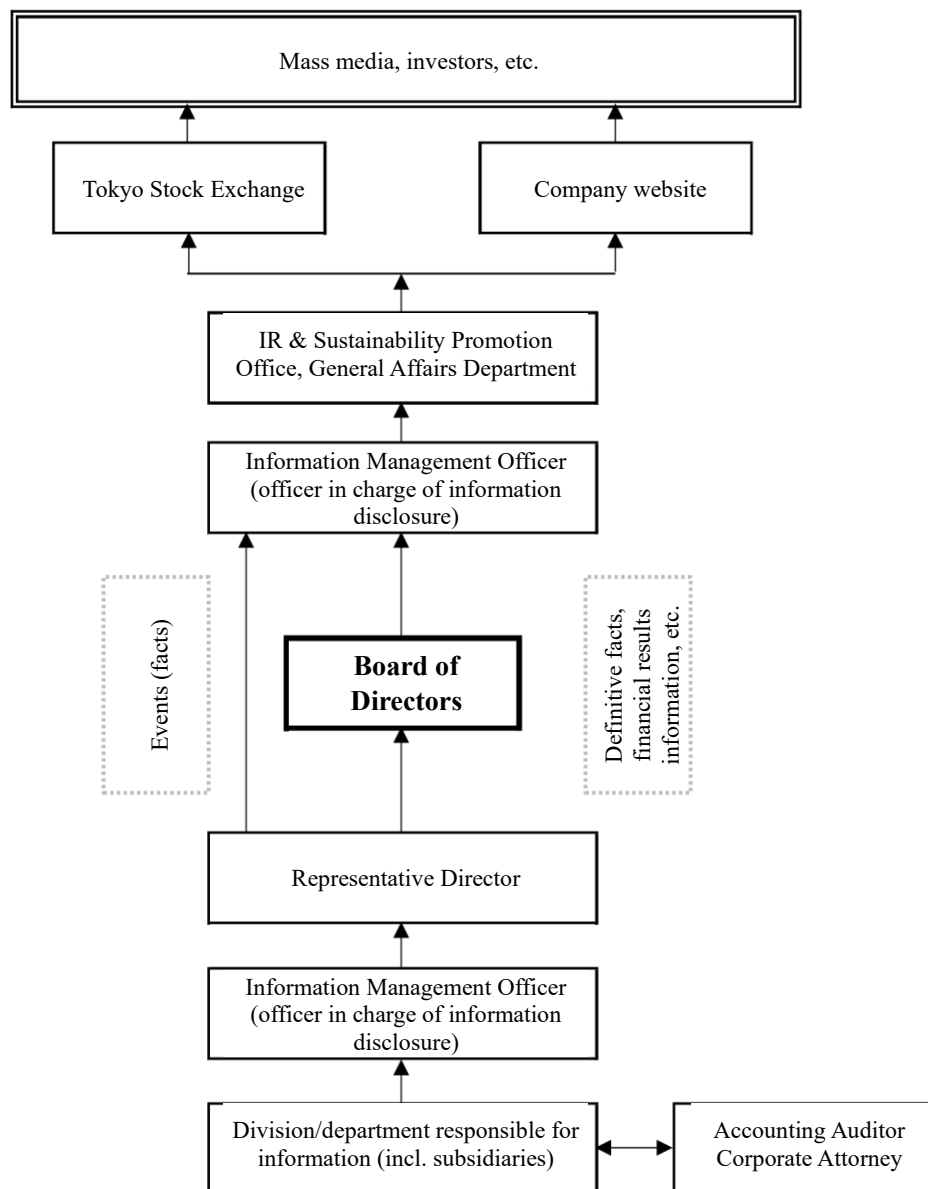 Mass media, investors, etc.
Tokyo Stock Exchange
Company website
IR & Sustainability Promotion
Office, General Affairs Department
Information Management Officer
(officer in charge of information
disclosure)
Events (facts)
Board of
Directors
Definitive facts,
financial results
information, etc.
Representative Director
Information Management Officer
(officer in charge of information
disclosure)
Division/department responsible for
information (incl. subsidiaries)
Accounting Auditor
Corporate Attorney